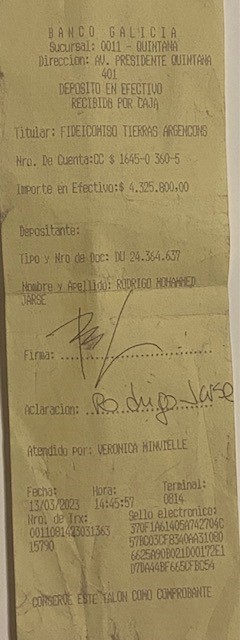 BANCO GALICIA
Sucursal: 0011 - QUINTANA
Direccion: AV. PRESIDENTE QUINTANA
401
DEPOSITO EN EFECTIVO
RECIBIDO POR CAJA
Titular: FIDEICOMISO TIERRAS ARGENCONS
Nro. De Cuenta:CC $ 1645-0 360-5
Importe en Efectivo:$ 4.325.800,00
Depositante:
Tipo y Nro de Doc: DU 24.364.637
Nombre y Apellido: RODRIGO MOHAMMED
JARSE
Firma:
Aclaracion: Rodrigo Jarse
Atendido por: VERONICA MINVIELLE
Fecha: Hora: Terminal:
13/03/2023 14:45:57 0814
Nro. de Trx: Sello electronico:
0011081423031363 370F1A61405A742704C
15790 57BC03CFB340AA31080
6625A90B021D00172E1
D7DA44BF665CFBC54
CONSERVE ESTE TALON COMO COMPROBANTE